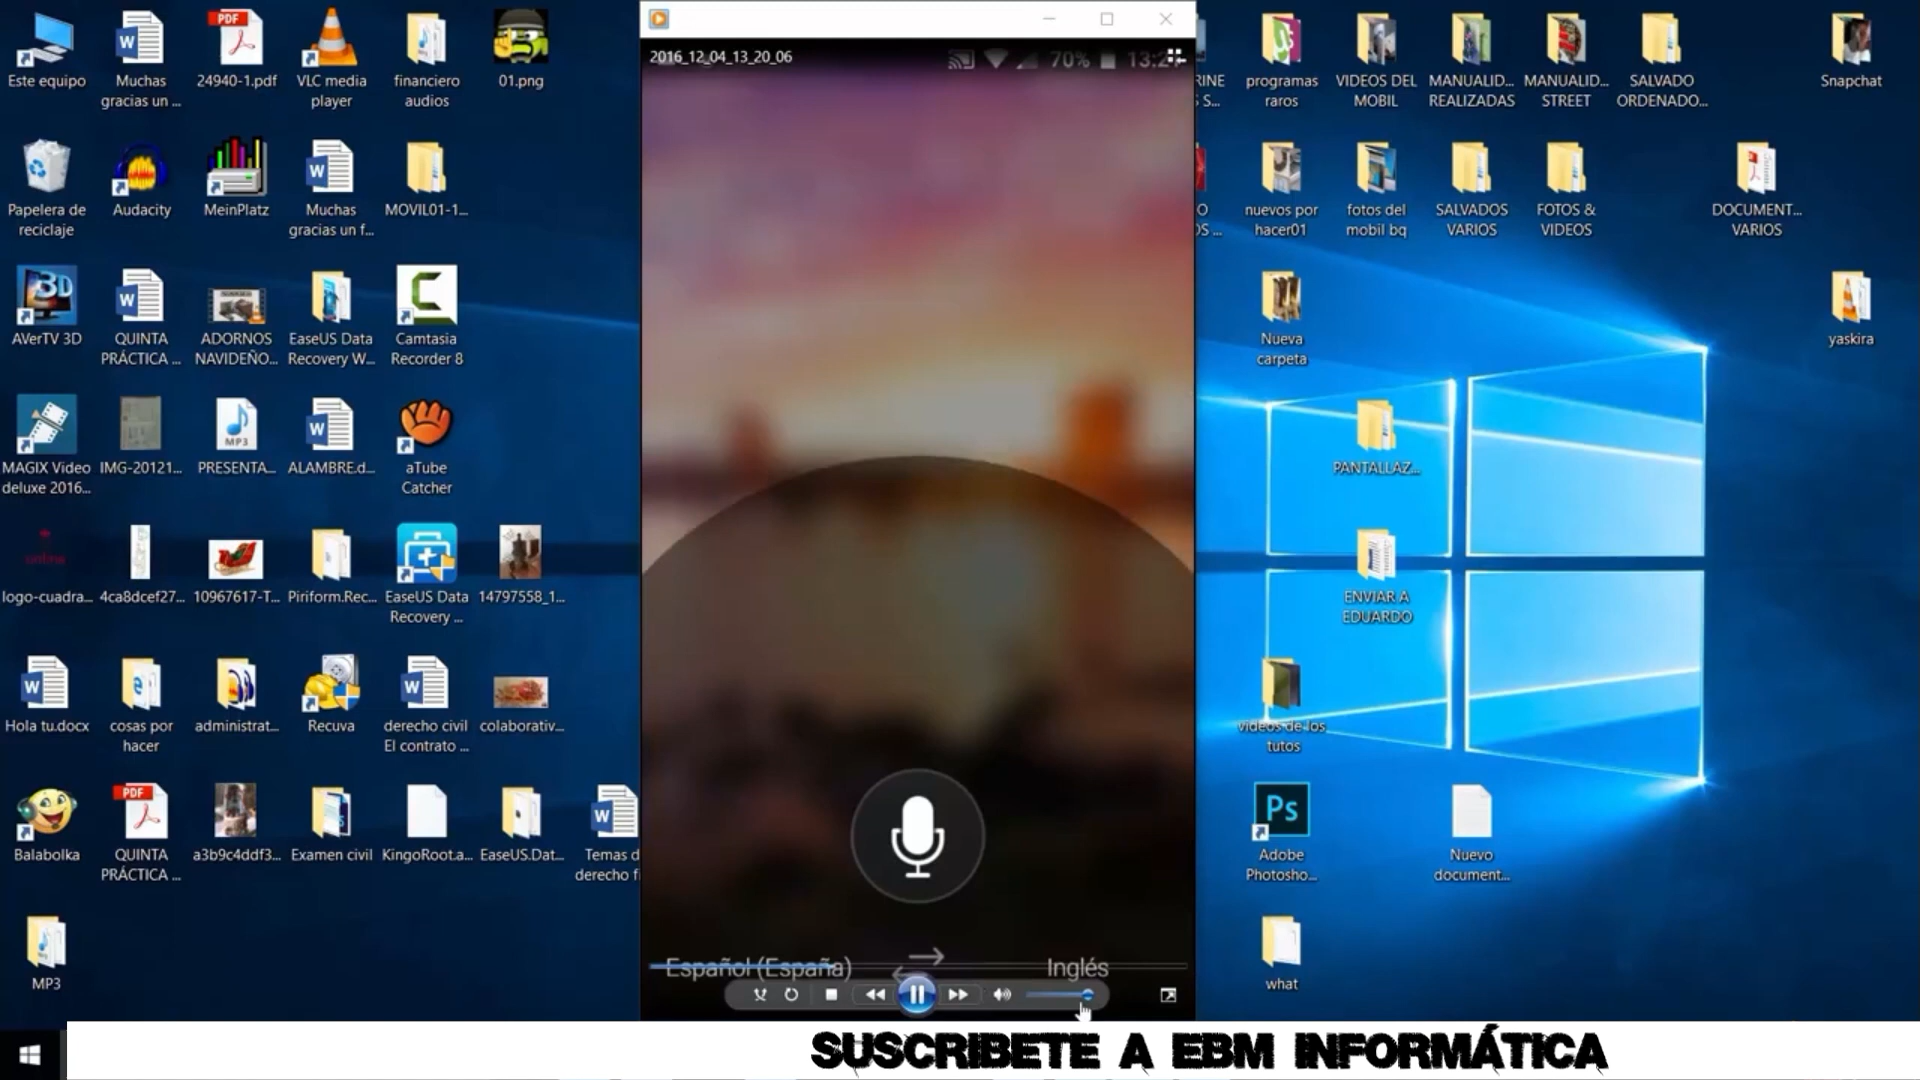 2016_12_04_13_20_06
70%
Este equipo
Muchas
gracias un ...
PDF
24940-1.pdf
VLC media
player
financiero
audios
01.png
RINE
S S...
programas
raros
VIDEOS DEL
MOBIL
MANUALID...
REALIZADAS
MANUALID...
STREET
SALVADO
ORDENADO...
Snapchat
Papelera de
reciclaje
Audacity
MeinPlatz
Muchas
gracias un f...
MOVIL01-1...
nuevos por
hacer01
fotos del
mobil bq
SALVADOS
VARIOS
FOTOS &
VIDEOS
DOCUMENT...
VARIOS
3D
AVerTV 3D
QUINTA
PRÁCTICA ...
ADORNOS
NAVIDEÑO...
EaseUS Data
Recovery W...
Camtasia
Recorder 8
Nueva
carpeta
yaskira
MAGIX Video
deluxe 2016...
IMG-20121...
MP3
PRESENTA...
ALAMBRE.d...
aTube
Catcher
PANTALLAZ...
logo-cuadra...
4ca8dcef27...
10967617-T...
Piriform.Rec...
EaseUS Data
Recovery ...
14797558_1...
ENVIAR A
EDUARDO
Hola tu.docx
cosas por
hacer
administrat...
Recuva
derecho civil
El contrato ...
colaborativ...
videos de los
tutos
Balabolka
PDF
QUINTA
PRÁCTICA ...
a3b9c4ddf3...
Examen civil
KingoRoot.a...
EaseUS.Dat...
Temas d
derecho f
Ps
Adobe
Photosho...
Nuevo
document...
MP3
what
Español (España)
Inglés
SUSCRIBETE A EBM INFORMÁTICA